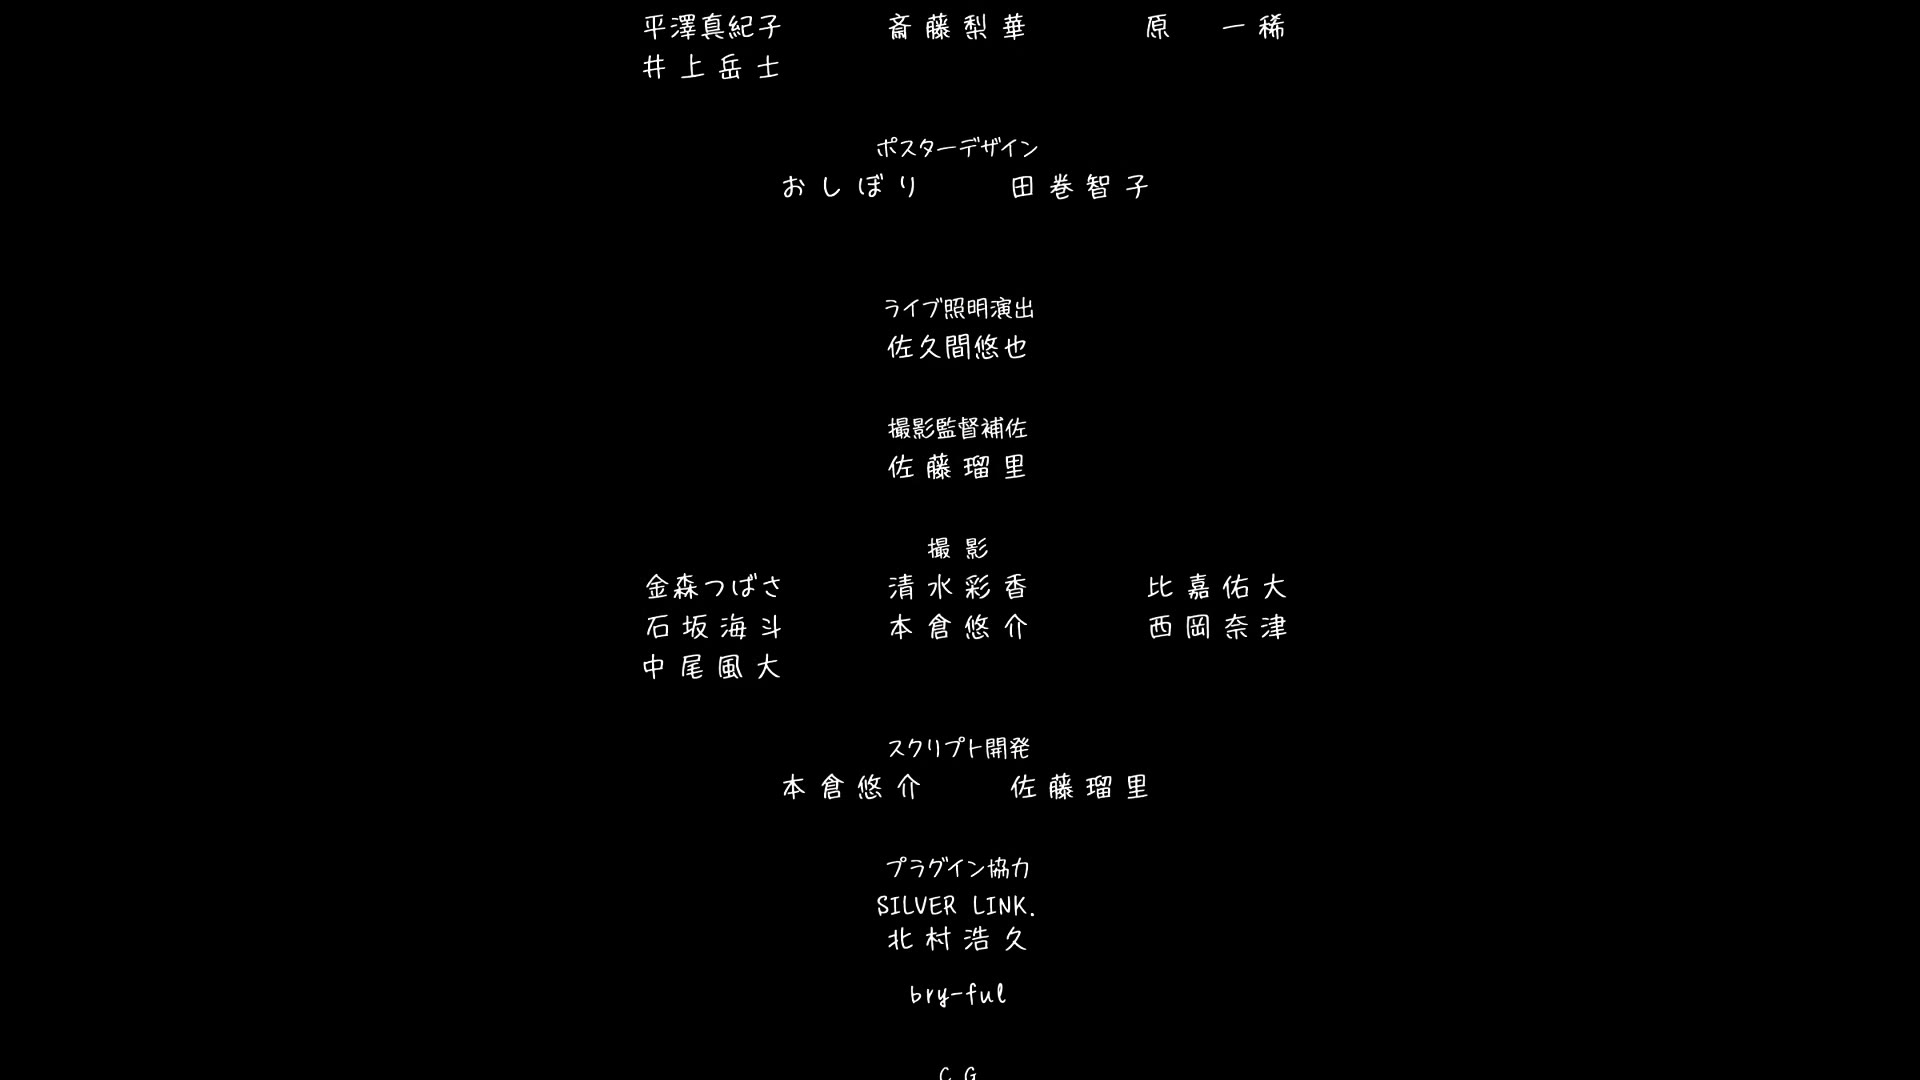 平澤真紀子 斎藤梨華 原 一稀
井上岳士
ポスターデザイン
おしぼり 田巻智子
ライブ照明演出
佐久間悠也
撮影監督補佐
佐藤瑠里
撮影
金森つばさ 清水彩香 比嘉佑大
石坂海斗 本倉悠介 西岡奈津
中尾風大
スクリプト開発
本倉悠介 佐藤瑠里
プラグイン協力
SILVER LINK.
北村浩久
bry-ful
CG